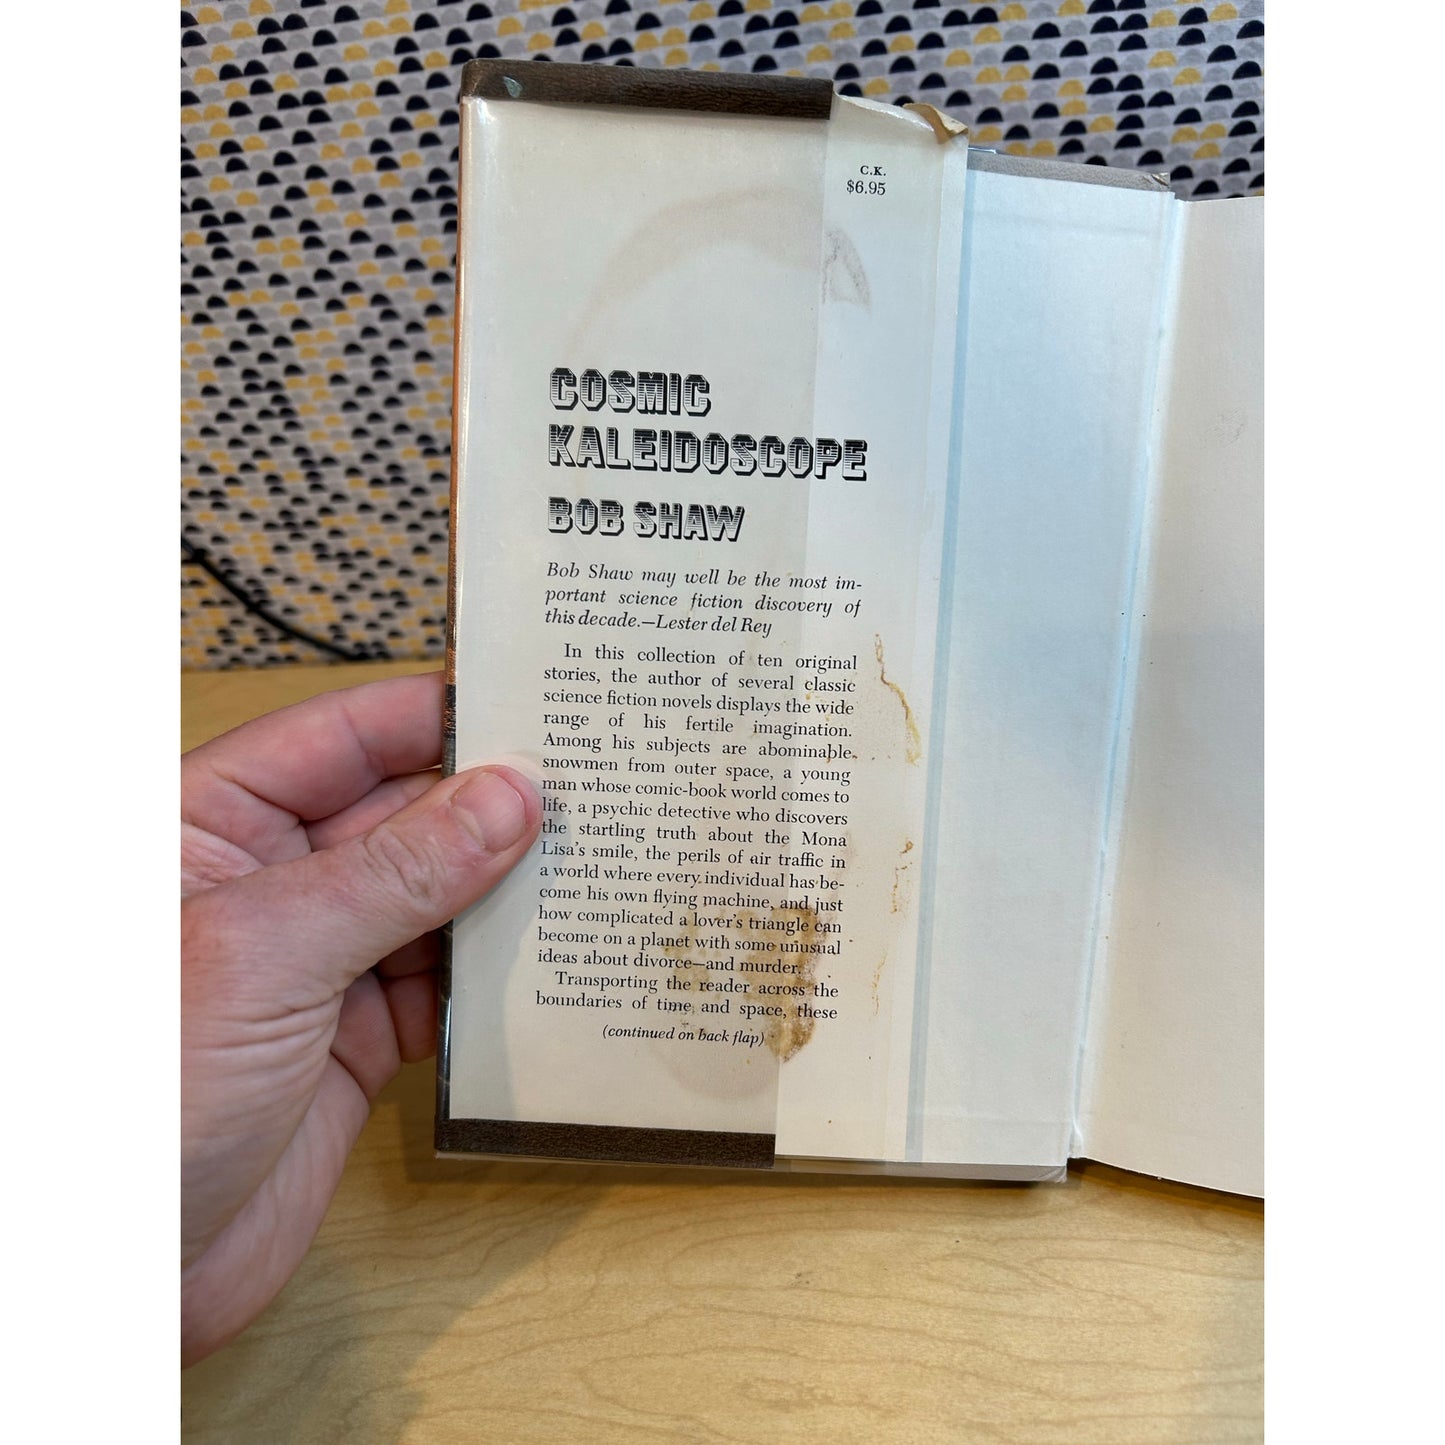 C.K.
$6.95
COSMIC
KALEIDOSCOPE
BOB SHAW
Bob Shaw may well be the most im-
portant science fiction discovery of
this decade.—Lester del Rey
In this collection of ten original
stories, the author of several classic
science fiction novels displays the wide
range of his fertile imagination.
Among his subjects are abominable
snowmen from outer space, a young
man whose comic-book world comes to
life, a psychic detective who discovers
the startling truth about the Mona
Lisa's smile, the perils of air traffic in
a world where every individual has be-
come his own flying machine, and just
how complicated a lover's triangle can
become on a planet with some unusual
ideas about divorce—and murder.
Transporting the reader across the
boundaries of time and space, these
(continued on back flap)